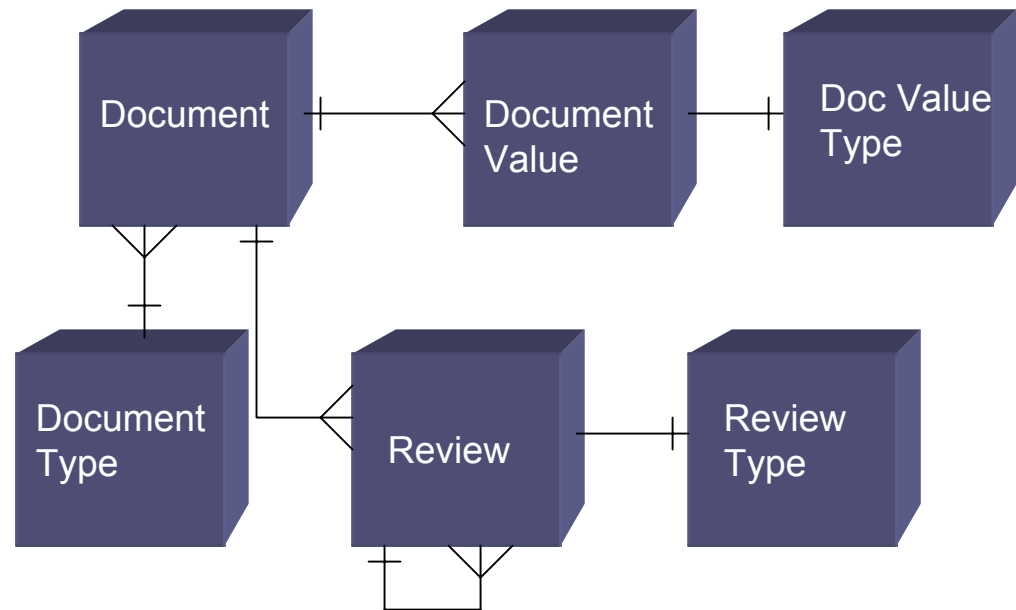 Document
Document
Value
Doc Value
Type
Document
Type
Review
Review
Type